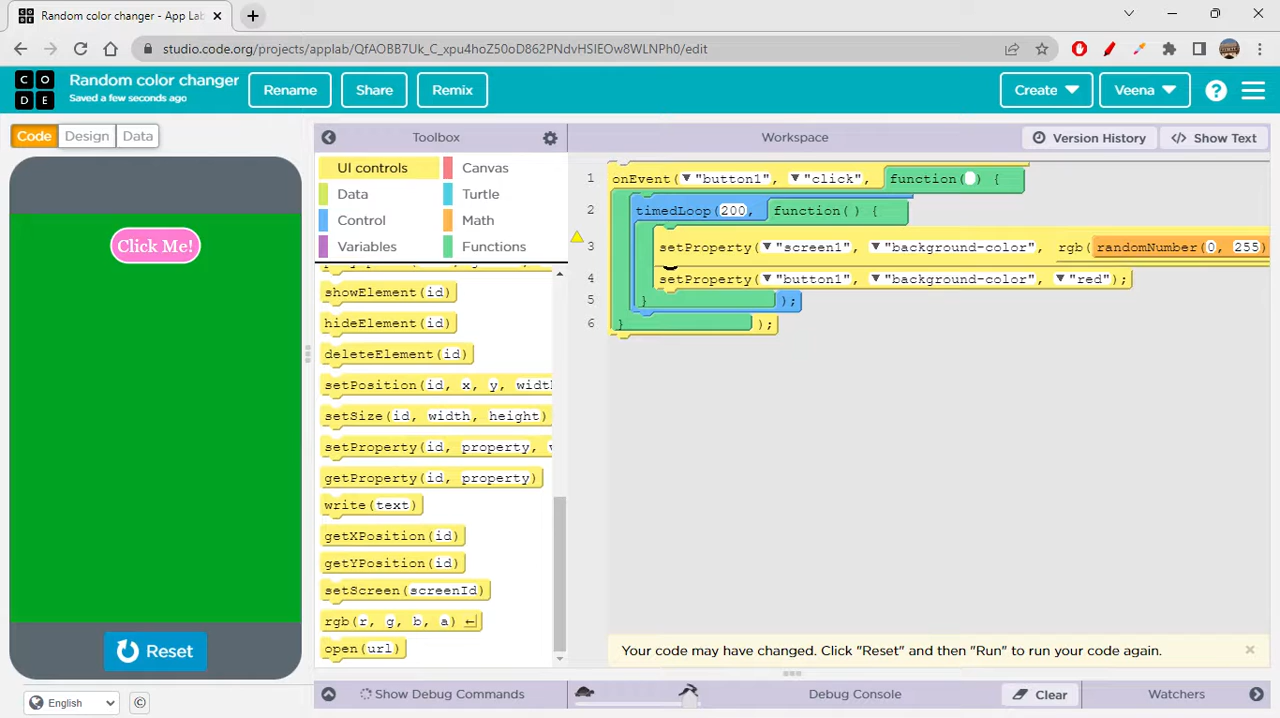 Random color changer - App Lab
studio.code.org/projects/applab/QfAOBB7Uk_C_xpu4hoZ50oD862PNdvHSIEOw8WLNPh0/edit
C O
D E
Random color changer
Saved a few seconds ago
Rename
Share
Remix
Create
Veena
?
Code
Design
Data
Toolbox
Workspace
Version History
</> Show Text
UI controls
Canvas
Data
Turtle
Control
Math
Variables
Functions
showElement(id)
hideElement(id)
deleteElement(id)
setPosition(id, x, y, widt
setSize(id, width, height)
setProperty(id, property,
getProperty(id, property)
write(text)
getXPosition(id)
getYPosition(id)
setScreen(screenId)
rgb(r, g, b, a)
open(url)
1 onEvent( "button1", "click", function( ) {
2 timedLoop(200, function() {
3 setProperty( "screen1", "background-color", rgb( randomNumber(0, 255)
4 setProperty( "button1", "background-color", "red");
5 } );
6 } );
Click Me!
Reset
Your code may have changed. Click "Reset" and then "Run" to run your code again.
English
©
Show Debug Commands
Debug Console
Clear
Watchers